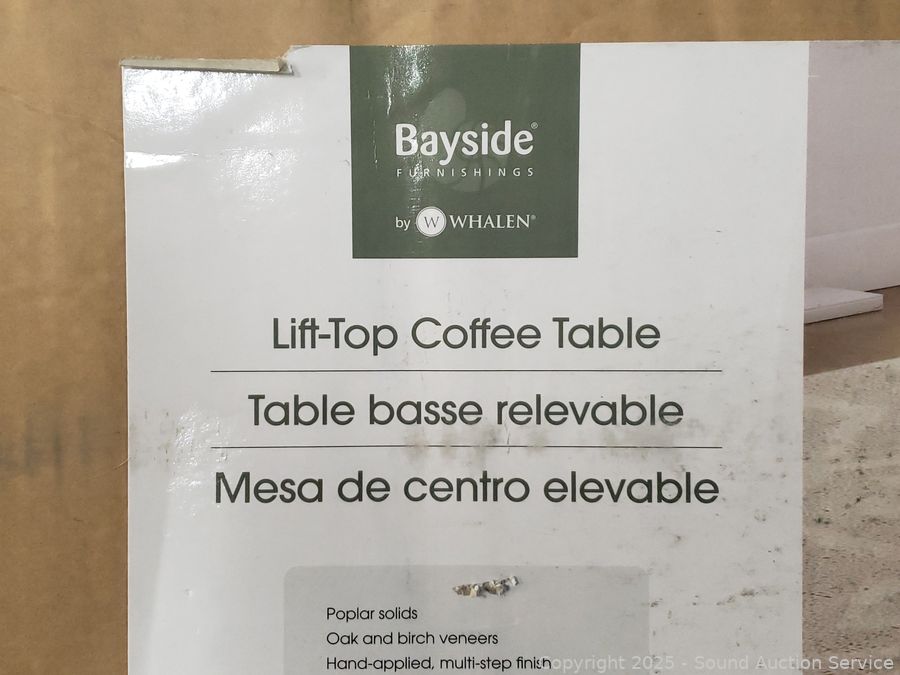 Bayside®
FURNISHINGS
by W WHALEN®
Lift-Top Coffee Table
Table basse relevable
Mesa de centro elevable
Poplar solids
Oak and birch veneers
Hand-applied, multi-step finish
Copyright 2025 - Sound Auction Service